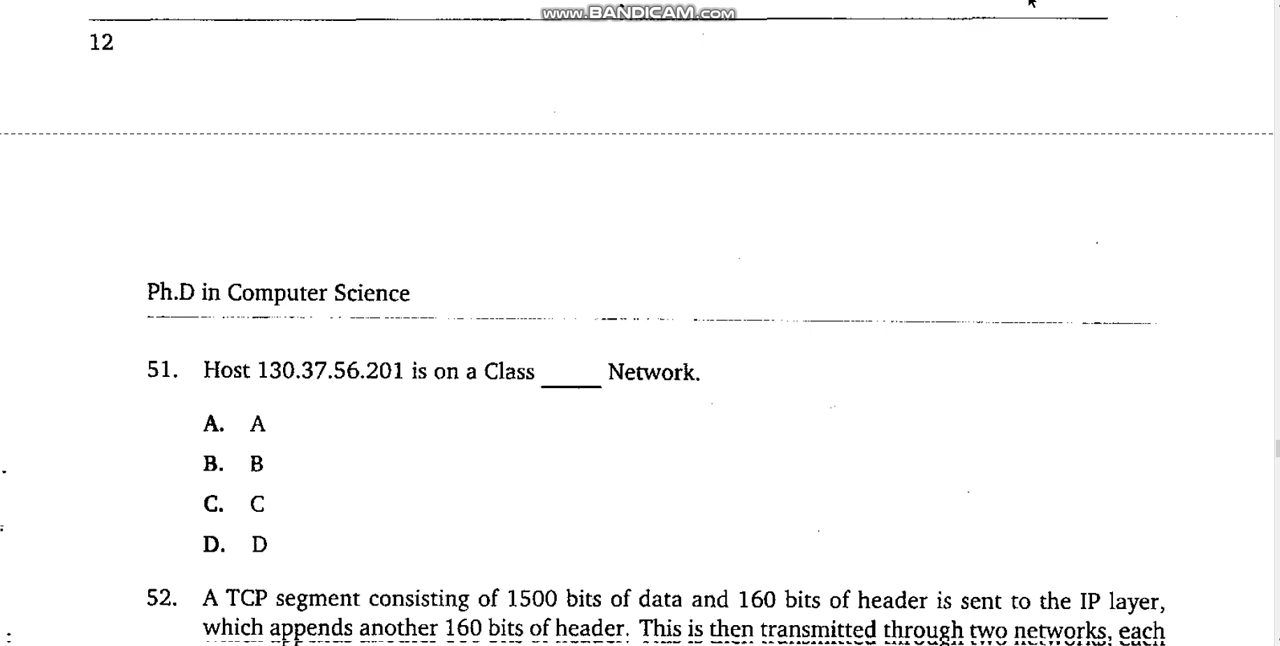 www.BANDICAM.com
12
Ph.D in Computer Science
51. Host 130.37.56.201 is on a Class _____ Network.
A. A
B. B
C. C
D. D
52. A TCP segment consisting of 1500 bits of data and 160 bits of header is sent to the IP layer,
which appends another 160 bits of header. This is then transmitted through two networks, each